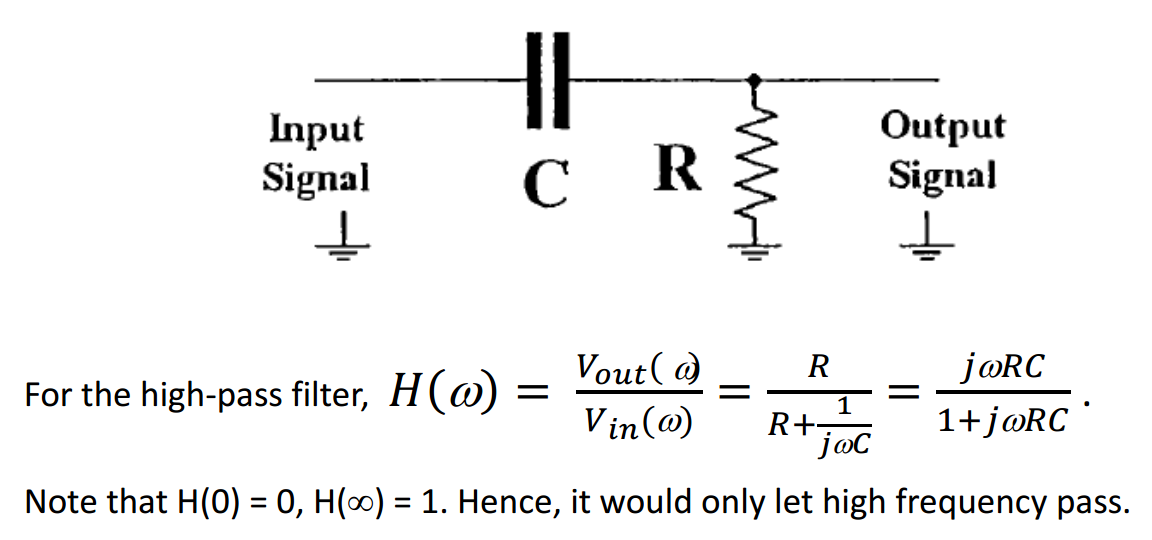 Input Signal
C
R
Output Signal
For the high-pass filter, H(ω) = Vout(ω)/Vin(ω) = R/(R+1/(jωC)) = jωRC/(1+jωRC).
Note that H(0) = 0, H(∞) = 1. Hence, it would only let high frequency pass.